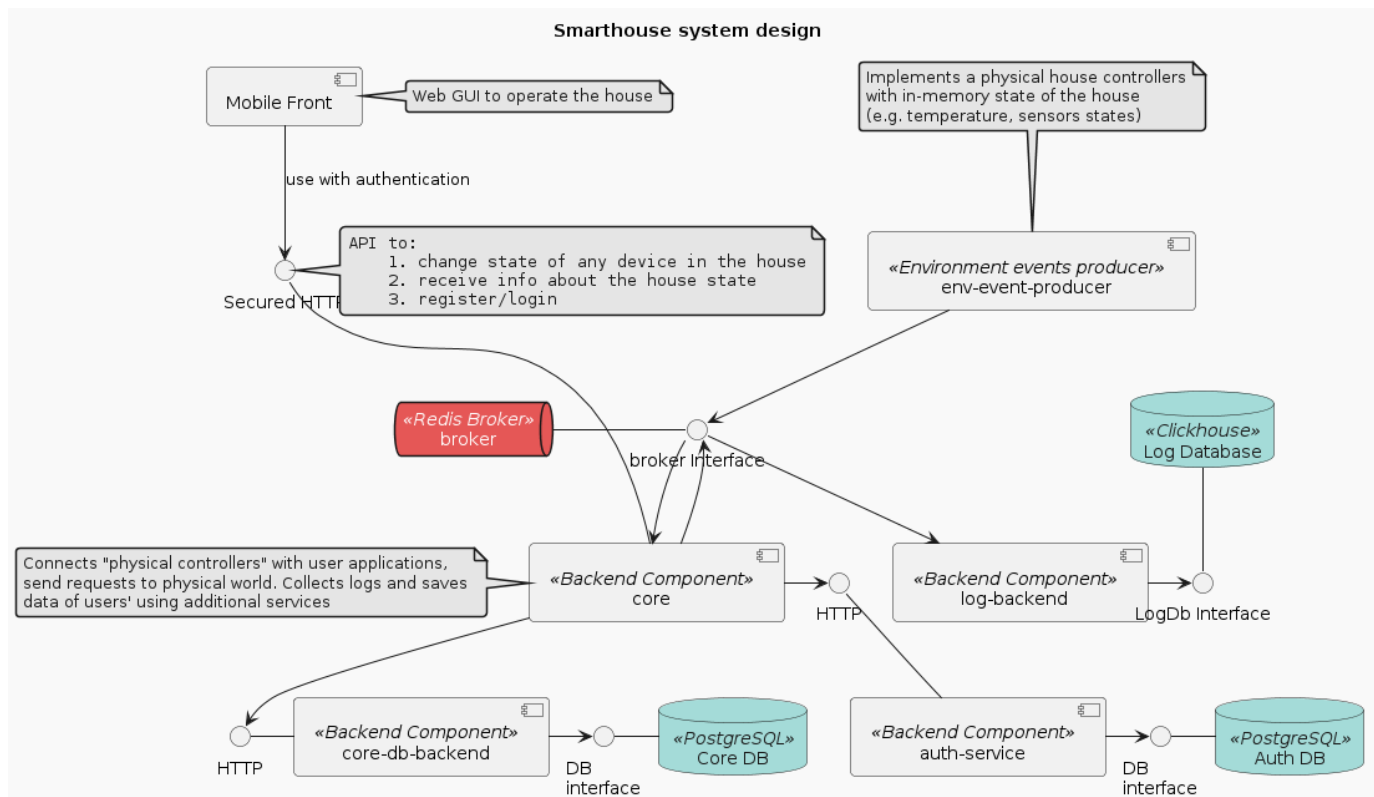 Smarthouse system design
Mobile Front
Web GUI to operate the house
Implements a physical house controllers
with in-memory state of the house
(e.g. temperature, sensors states)
use with authentication
API to:
1. change state of any device in the house
2. receive info about the house state
3. register/login
Secured HTTP
«Environment events producer»
env-event-producer
«Redis Broker»
broker
broker Interface
«Clickhouse»
Log Database
Connects "physical controllers" with user applications,
send requests to physical world. Collects logs and saves
data of users' using additional services
«Backend Component»
core
HTTP
«Backend Component»
log-backend
LogDb Interface
HTTP
«Backend Component»
core-db-backend
DB
interface
«PostgreSQL»
Core DB
«Backend Component»
auth-service
DB
interface
«PostgreSQL»
Auth DB